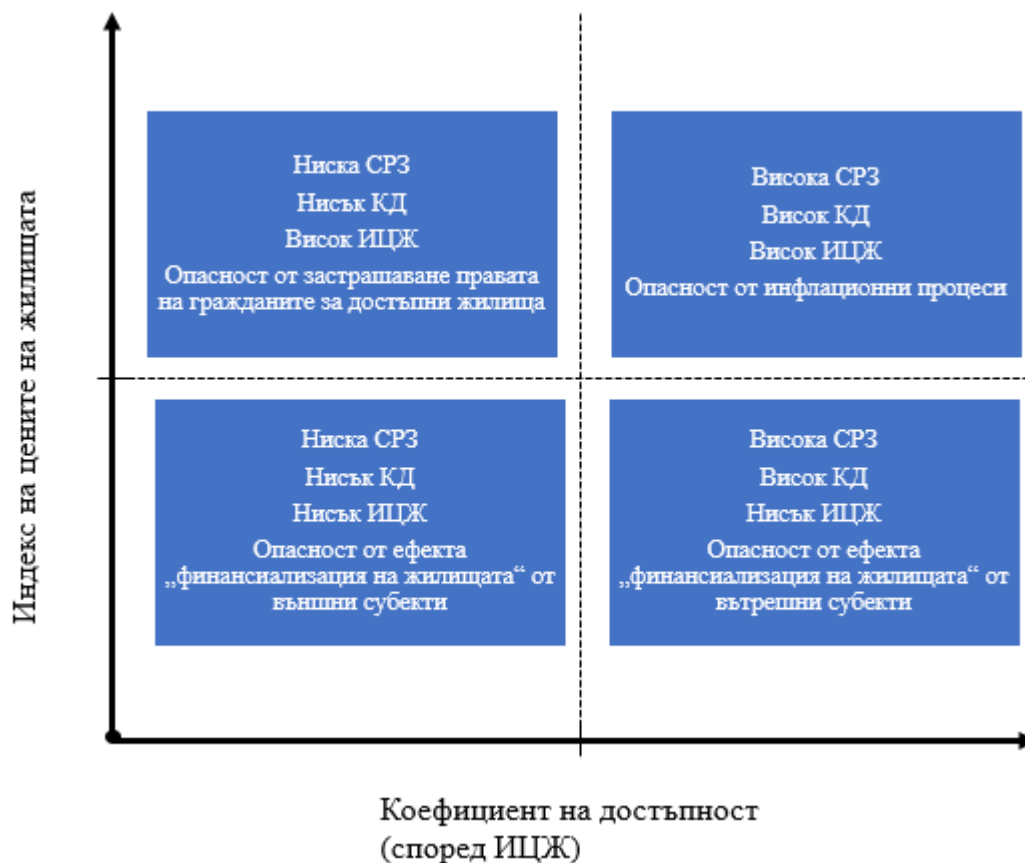 Индекс на цените на жилищата
Ниска СРЗ
Нисък КД
Висок ИЦЖ
Опасност от застрашаване правата
на гражданите за достъпни жилища
Висока СРЗ
Висок КД
Висок ИЦЖ
Опасност от инфлационни процеси
Ниска СРЗ
Нисък КД
Нисък ИЦЖ
Опасност от ефекта
„финансиализация на жилищата“ от
външни субекти
Висока СРЗ
Висок КД
Нисък ИЦЖ
Опасност от ефекта
„финансиализация на жилищата“ от
вътрешни субекти
Коефициент на достъпност
(според ИЦЖ)